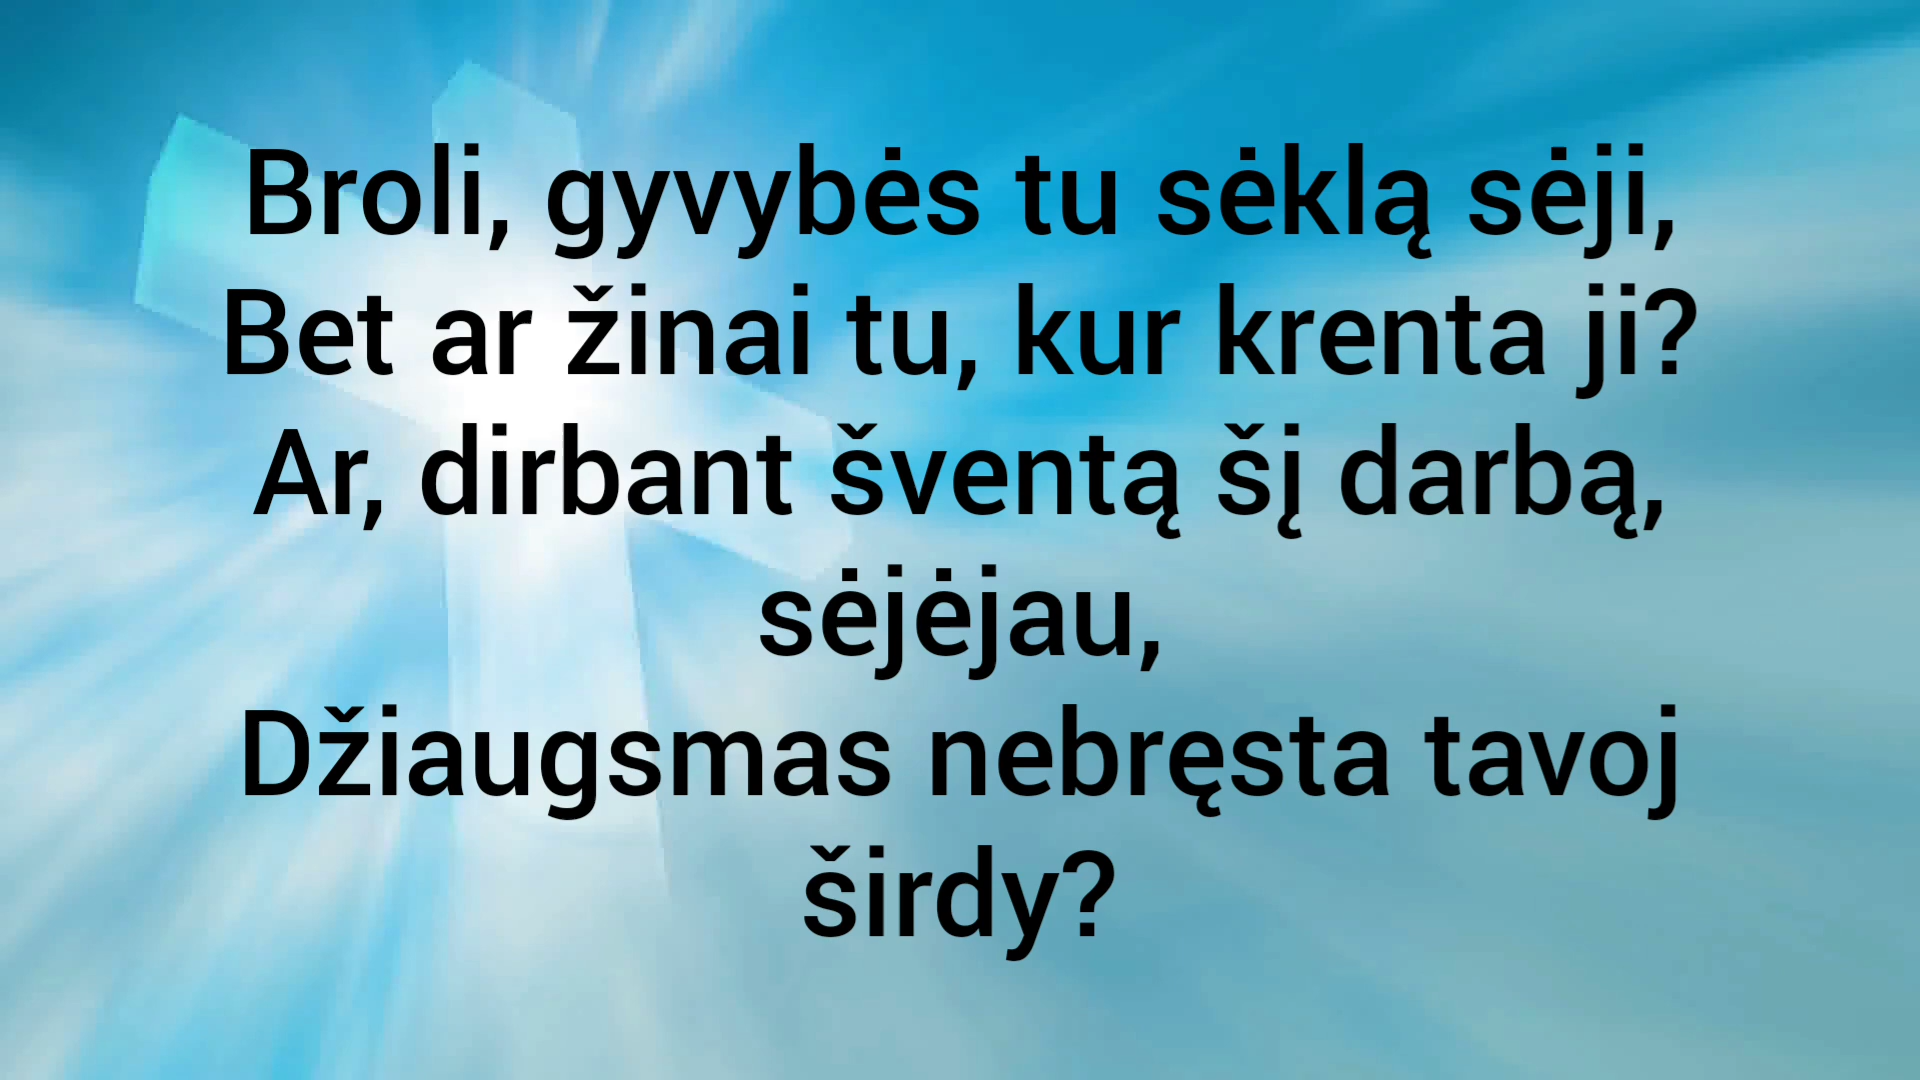 Broli, gyvybės tu sėklą sėji,
Bet ar žinai tu, kur krenta ji?
Ar, dirbant šventą šį darbą,
sėjėjau,
Džiaugsmas nebręsta tavoj
širdy?